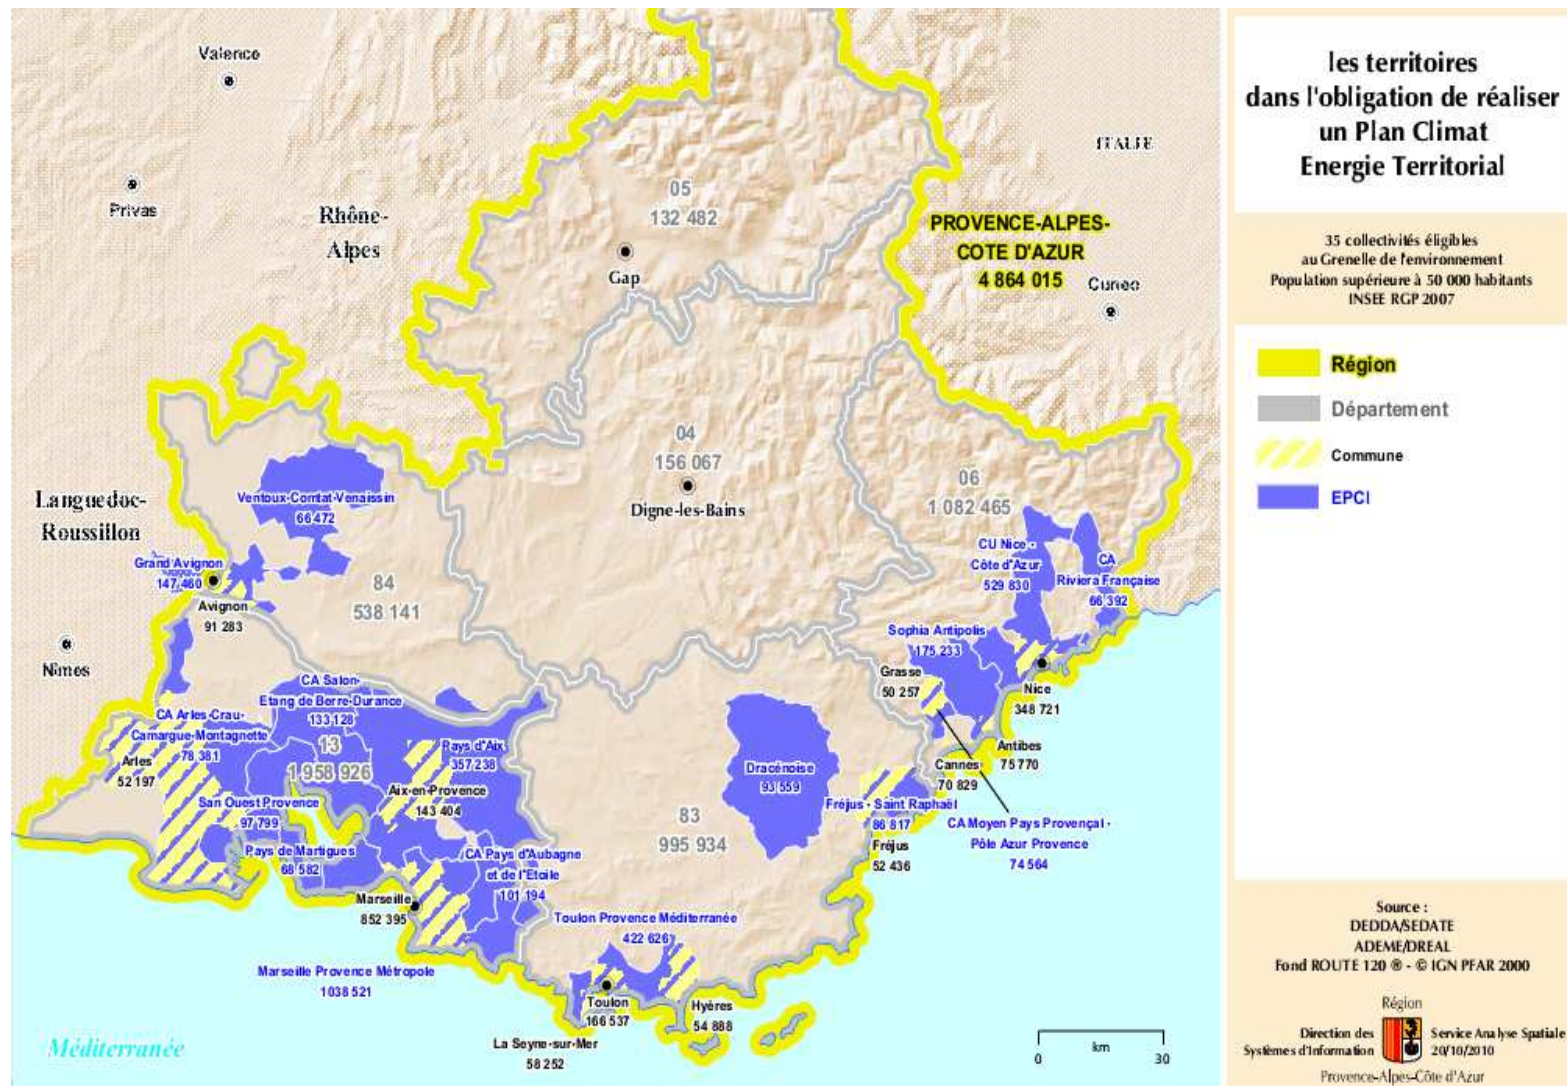 Valence
Privas
Rhône-
Alpes
ITALIE
05
132 482
Gap
PROVENCE-ALPES-
COTE D'AZUR
4 864 015
Cuneo
04
156 067
Digne-les-Bains
06
1 082 465
Languedoc-
Roussillon
Ventoux-Comtat-Venaissin
66 472
Grand Avignon
147 460
Avignon
91 283
84
538 141
Nîmes
CU Nice -
Côte d'Azur
529 830
CA
Riviera Française
66 392
Sophia Antipolis
175 233
Grasse
50 257
Nice
348 721
Antibes
75 770
Cannes
70 829
CA Moyen Pays Provençal -
Pôle Azur Provence
74 564
CA Salon-
Etang de Berre-Durance
133 128
CA Arles-Crau-
Camargue-Montagnette
78 381
Arles
52 197
13
1 958 926
Pays d'Aix
357 238
Aix-en-Provence
143 404
San Ouest Provence
97 799
Pays de Martigues
68 582
CA Pays d'Aubagne
et de l'Etoile
101 194
Marseille
852 395
Marseille Provence Métropole
1038 521
Dracénoise
93 559
83
995 934
Fréjus - Saint Raphaël
86 817
Fréjus
52 436
Toulon Provence Méditerranée
422 626
Toulon
166 537
Hyères
54 888
La Seyne-sur-Mer
58 252
Méditerranée
0 km 30
les territoires
dans l'obligation de réaliser
un Plan Climat
Energie Territorial
35 collectivités éligibles
au Grenelle de l'environnement
Population supérieure à 50 000 habitants
INSEE RGP 2007
Région
Département
Commune
EPCI
Source :
DEDDA/SEDATE
ADEME/DREAL
Fond ROUTE 120 ® - © IGN PFAR 2000
Région
Direction des
Systèmes d'Information
Service Analyse Spatiale
20/10/2010
Provence-Alpes-Côte d'Azur